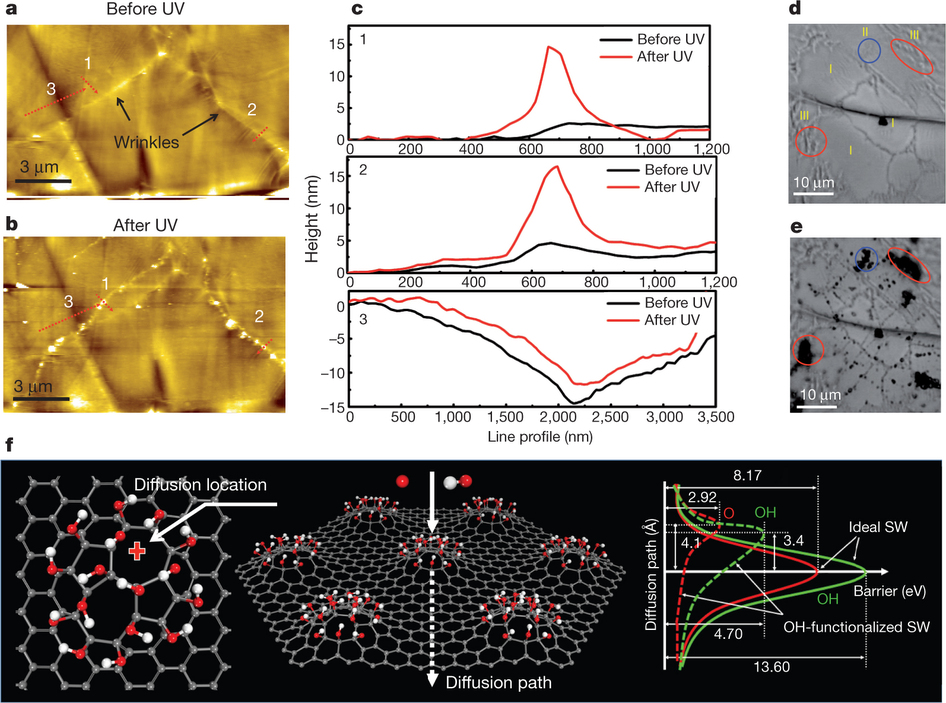 a
Before UV
1
3
2
Wrinkles
3 μm
b
After UV
1
3
2
3 μm
c
Height (nm)
1
Before UV
After UV
15
10
5
0
0
200
400
600
800
1,000
1,200
2
Before UV
After UV
15
10
5
0
0
200
400
600
800
1,000
1,200
3
Before UV
After UV
0
−5
−10
−15
0
500
1,000
1,500
2,000
2,500
3,000
3,500
Line profile (nm)
d
II
III
I
III
I
I
10 μm
e
10 μm
f
Diffusion location
Diffusion path
8.17
2.92
O
OH
Ideal SW
4.1
3.4
Diffusion path (Å)
Barrier (eV)
OH
OH-functionalized SW
4.70
13.60